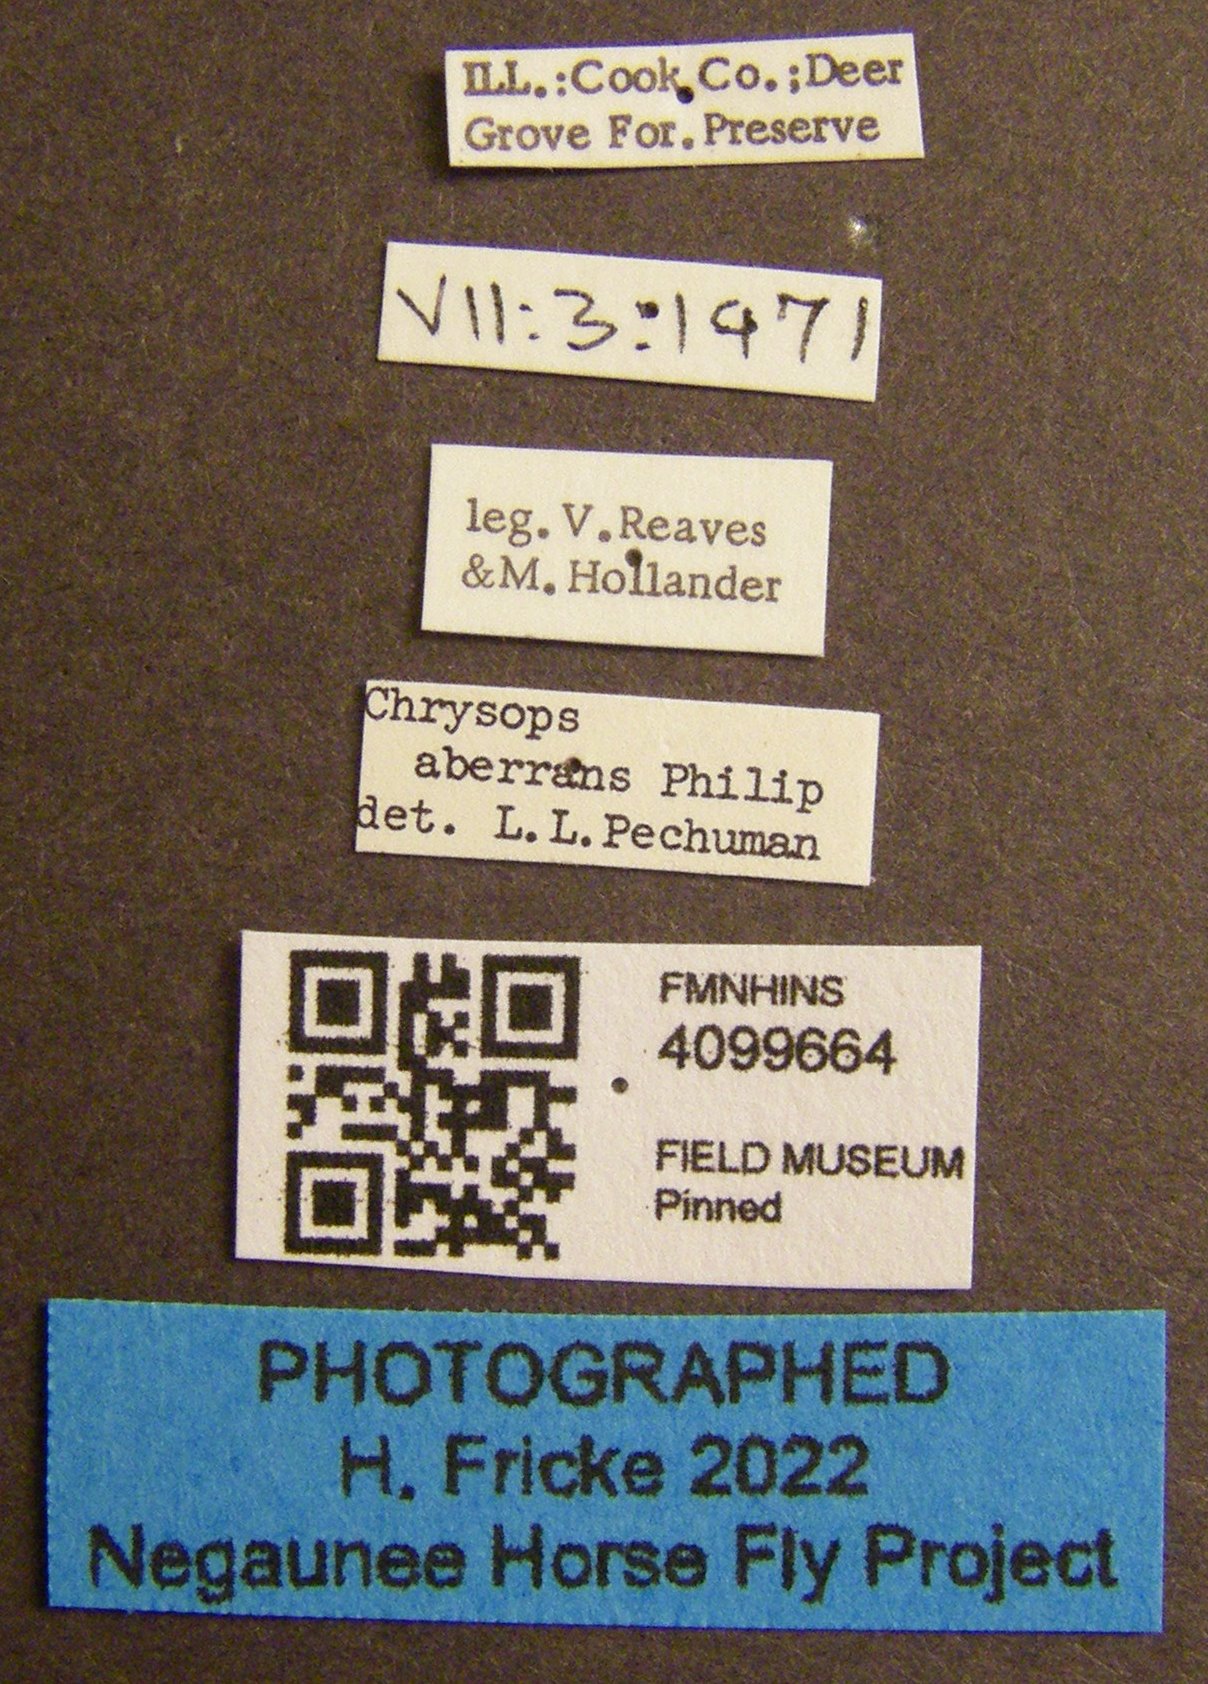 ILL.:Cook Co.;Deer
Grove For. Preserve
VII:3:1971
leg. V. Reaves
&M. Hollander
Chrysops
aberrans Philip
det. L.L.Pechuman
FMNHINS
4099664
FIELD MUSEUM
Pinned
PHOTOGRAPHED
H. Fricke 2022
Negaunee Horse Fly Project